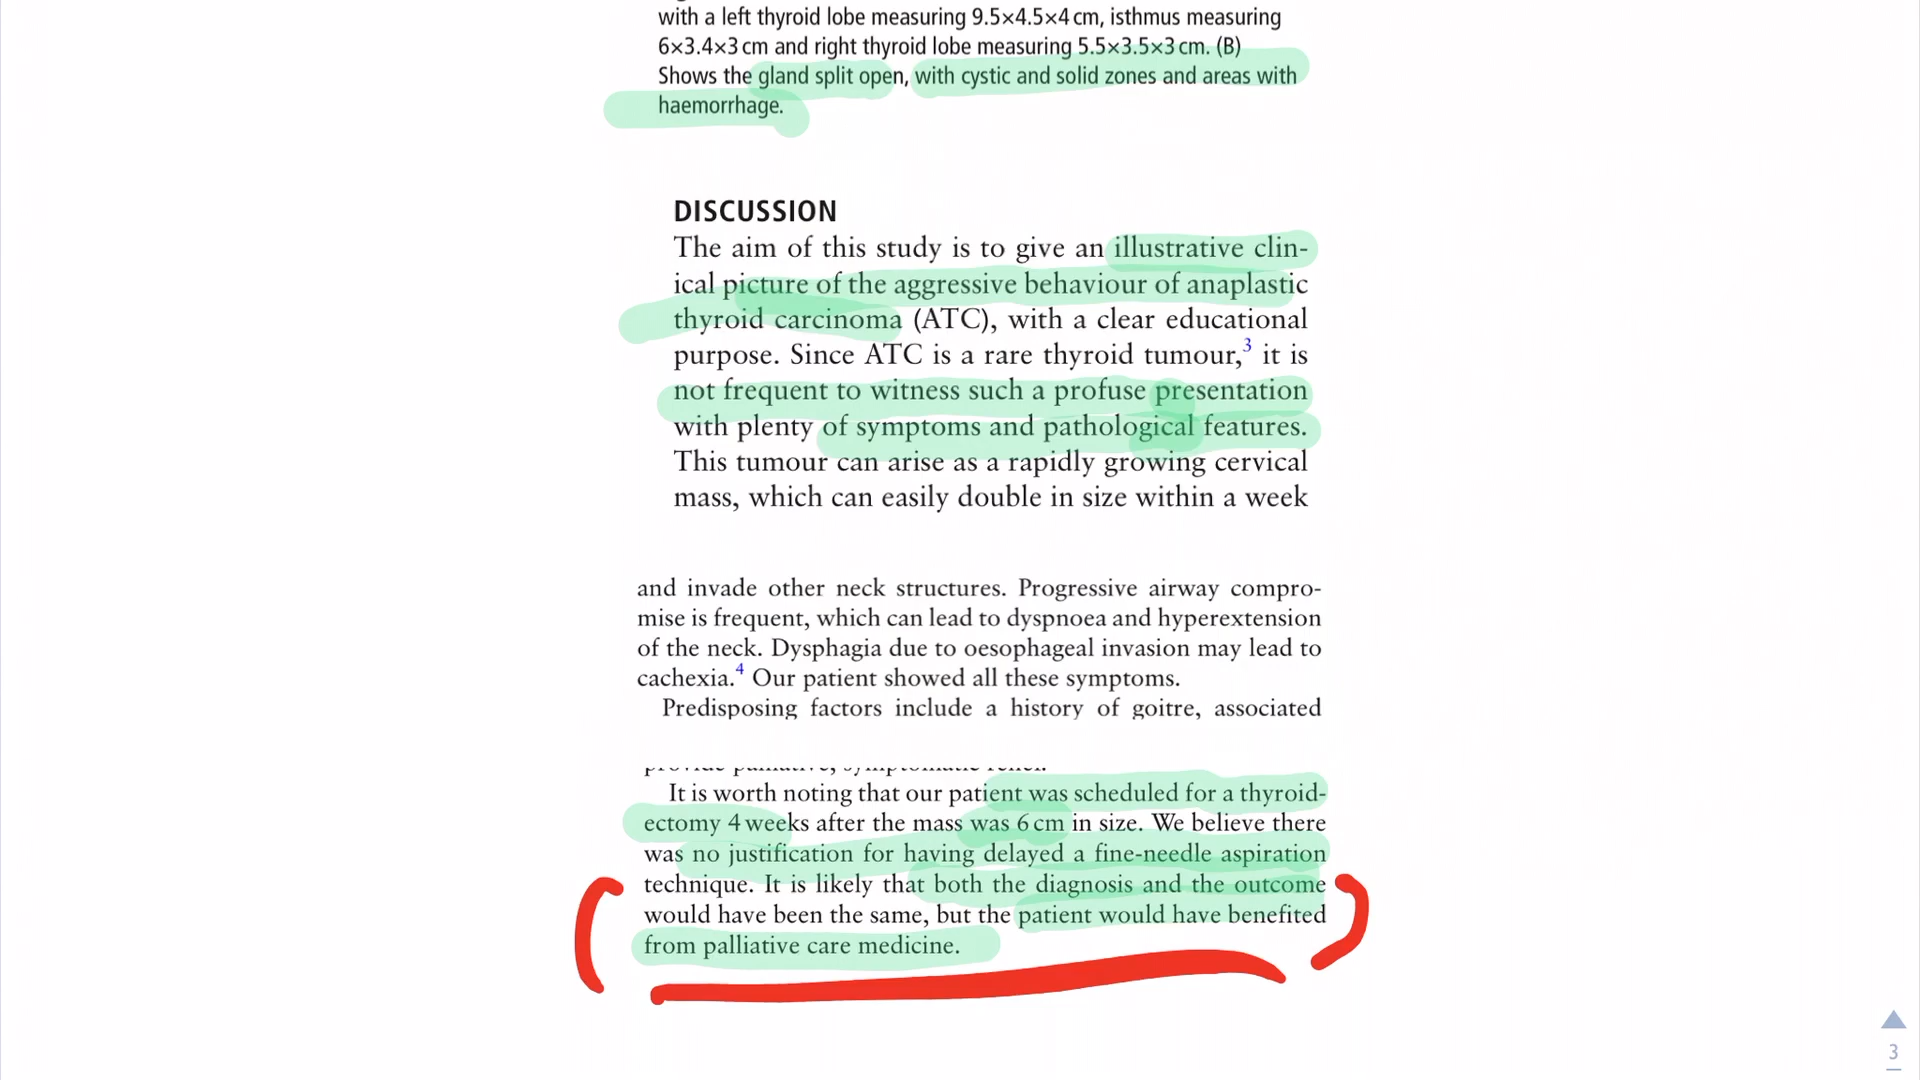 with a left thyroid lobe measuring 9.5×4.5×4 cm, isthmus measuring
6×3.4×3 cm and right thyroid lobe measuring 5.5×3.5×3 cm. (B)
Shows the gland split open, with cystic and solid zones and areas with
haemorrhage.
DISCUSSION
The aim of this study is to give an illustrative clin-
ical picture of the aggressive behaviour of anaplastic
thyroid carcinoma (ATC), with a clear educational
purpose. Since ATC is a rare thyroid tumour,3 it is
not frequent to witness such a profuse presentation
with plenty of symptoms and pathological features.
This tumour can arise as a rapidly growing cervical
mass, which can easily double in size within a week
and invade other neck structures. Progressive airway compro-
mise is frequent, which can lead to dyspnoea and hyperextension
of the neck. Dysphagia due to oesophageal invasion may lead to
cachexia.4 Our patient showed all these symptoms.
Predisposing factors include a history of goitre, associated
It is worth noting that our patient was scheduled for a thyroid-
ectomy 4 weeks after the mass was 6 cm in size. We believe there
was no justification for having delayed a fine-needle aspiration
technique. It is likely that both the diagnosis and the outcome
would have been the same, but the patient would have benefited
from palliative care medicine.
3